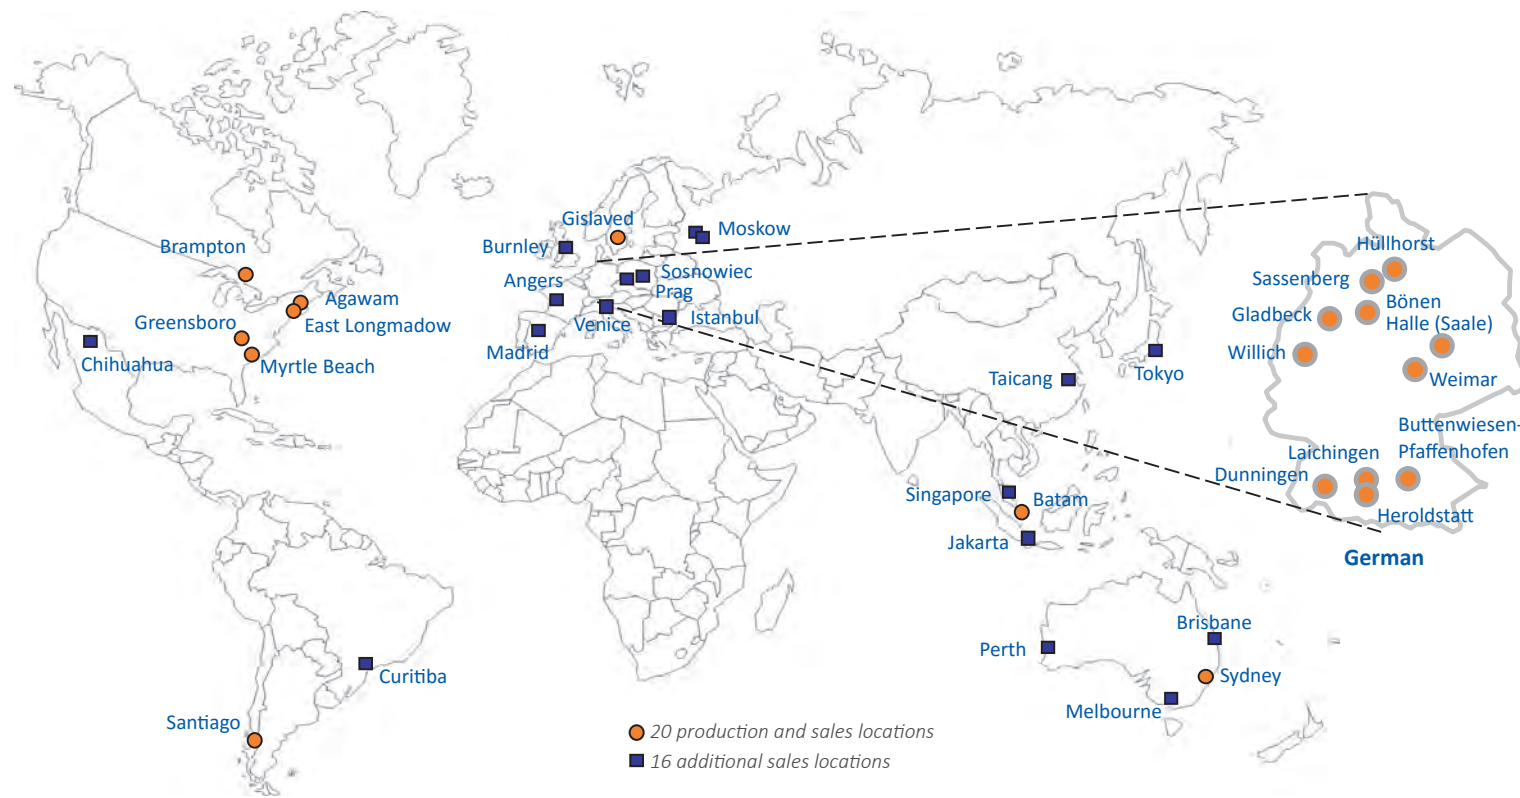 Gislaved
Moskow
Burnley
Brampton
Hüllhorst
Sosnowiec
Sassenberg
Angers
Prag
Agawam
Bönen
Gladbeck
Istanbul
Greensboro
East Longmadow
Venice
Halle (Saale)
Madrid
Willich
Chihuahua
Myrtle Beach
Taicang
Tokyo
Weimar
Buttenwiesen-
Pfaffenhofen
Laichingen
Dunningen
Singapore
Batam
Heroldstatt
Jakarta
German
Brisbane
Perth
Curitiba
Sydney
Melbourne
Santiago
20 production and sales locations
16 additional sales locations